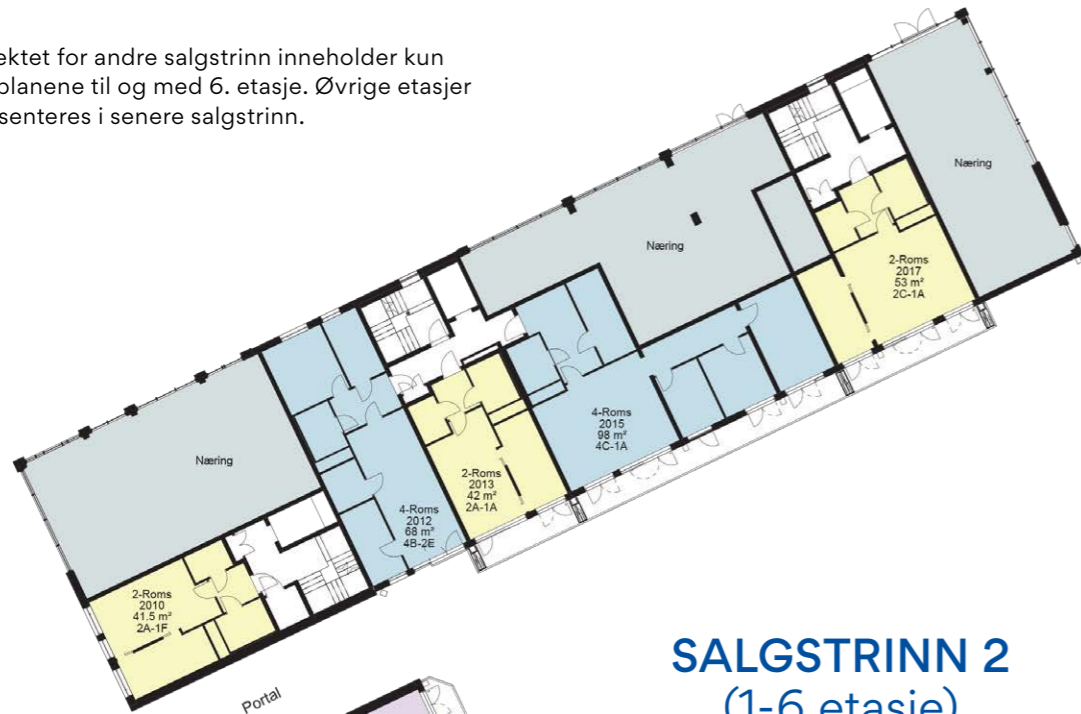 ektet for andre salgstrinn inneholder kun
planene til og med 6. etasje. Øvrige etasjer
senteres i senere salgstrinn.
Næring
Næring
2-Roms
2017
53 m²
2C-1A
4-Roms
2015
98 m²
4C-1A
Næring
2-Roms
2013
42 m²
2A-1A
4-Roms
2012
68 m²
4B-2E
2-Roms
2010
41.5 m²
2A-1F
Portal
SALGSTRINN 2
(1-6 etasje)